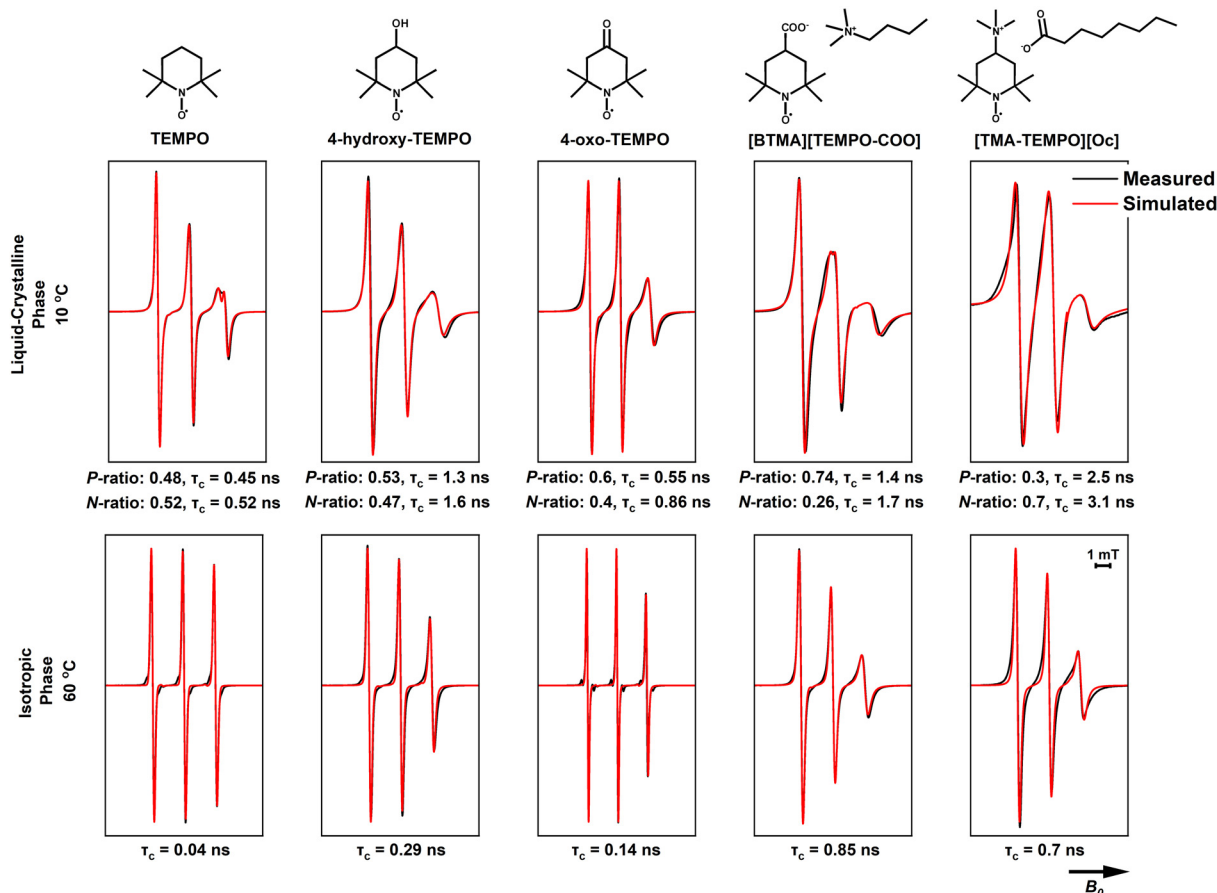 OH
O
COO-
N+
N+
O
-O
N
O•
N
O•
N
O•
N
O•
N
O•
TEMPO
4-hydroxy-TEMPO
4-oxo-TEMPO
[BTMA][TEMPO-COO]
[TMA-TEMPO][Oc]
Measured
Simulated
Liquid-Crystalline
Phase
10 °C
P-ratio: 0.48, τc = 0.45 ns
N-ratio: 0.52, τc = 0.52 ns
P-ratio: 0.53, τc = 1.3 ns
N-ratio: 0.47, τc = 1.6 ns
P-ratio: 0.6, τc = 0.55 ns
N-ratio: 0.4, τc = 0.86 ns
P-ratio: 0.74, τc = 1.4 ns
N-ratio: 0.26, τc = 1.7 ns
P-ratio: 0.3, τc = 2.5 ns
N-ratio: 0.7, τc = 3.1 ns
Isotropic
Phase
60 °C
1 mT
τc = 0.04 ns
τc = 0.29 ns
τc = 0.14 ns
τc = 0.85 ns
τc = 0.7 ns
B0